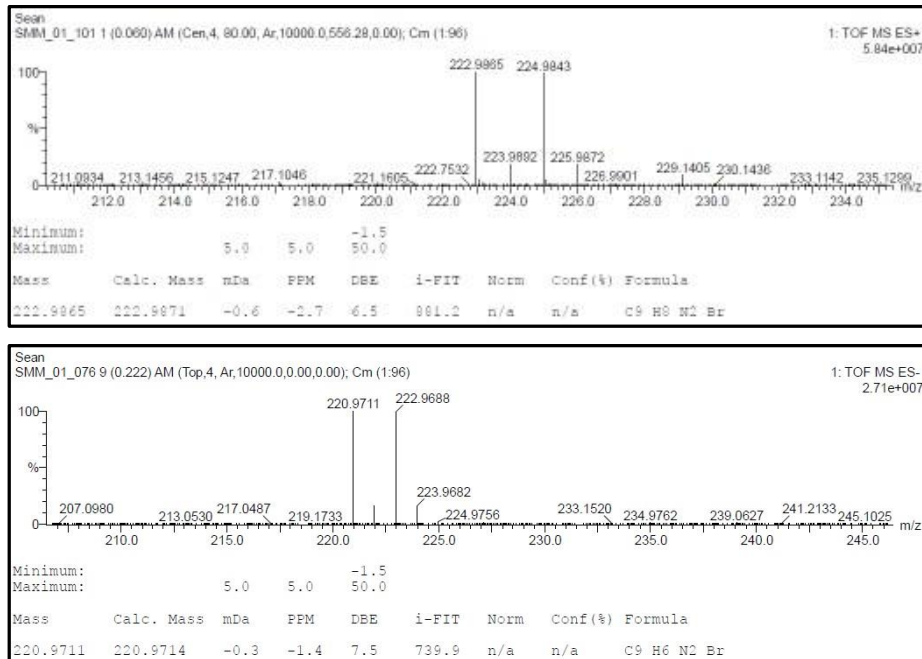 Sean
SMM_01_101 1 (0.060) AM (Cen,4, 80.00, Ar,10000.0,556.28,0.00); Cm (1:96)
1: TOF MS ES+
5.84e+007
100
%
0
222.9865
224.9843
211.0934
213.1456
215.1247
217.1046
221.1605
222.7532
223.9892
225.9872
226.9901
229.1405
230.1436
233.1142
235.1299
m/z
212.0 214.0 216.0 218.0 220.0 222.0 224.0 226.0 228.0 230.0 232.0 234.0
Minimum: -1.5
Maximum: 5.0 5.0 50.0
Mass Calc. Mass mDa PPM DBE i-FIT Norm Conf(%) Formula
222.9865 222.9871 -0.6 -2.7 6.5 881.2 n/a n/a C9 H8 N2 Br
Sean
SMM_01_076 9 (0.222) AM (Top,4, Ar,10000.0,0.00,0.00); Cm (1:96)
1: TOF MS ES-
2.71e+007
100
%
0
220.9711
222.9688
207.0980
213.0530
217.0487
219.1733
223.9682
224.9756
233.1520
234.9762
239.0627
241.2133
245.1025
m/z
210.0 215.0 220.0 225.0 230.0 235.0 240.0 245.0
Minimum: -1.5
Maximum: 5.0 5.0 50.0
Mass Calc. Mass mDa PPM DBE i-FIT Norm Conf(%) Formula
220.9711 220.9714 -0.3 -1.4 7.5 739.9 n/a n/a C9 H6 N2 Br